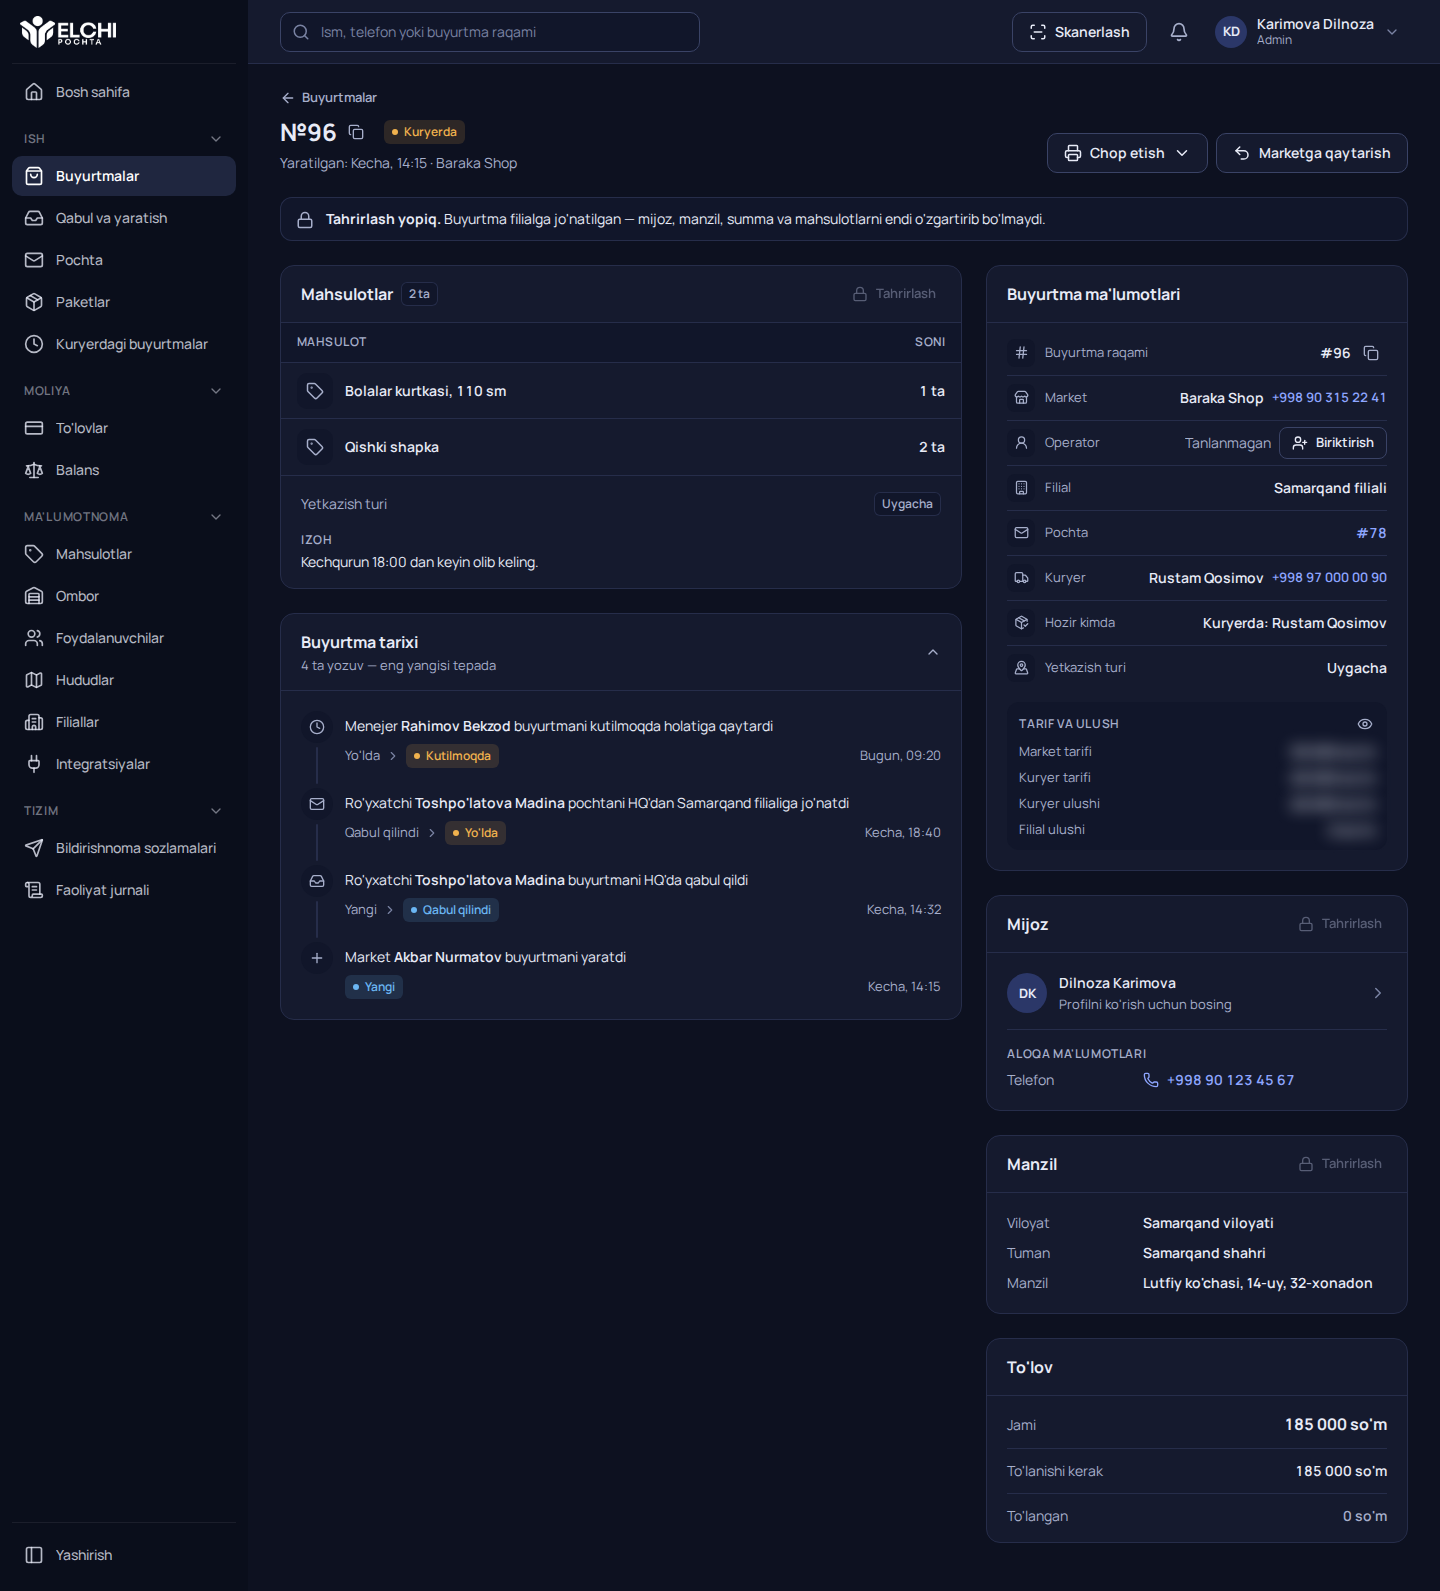 ELCHI
POCHTA
Ism, telefon yoki buyurtma raqami
Skanerlash
KD
Karimova Dilnoza
Admin
Bosh sahifa
ISH
Buyurtmalar
Qabul va yaratish
Pochta
Paketlar
Kuryerdagi buyurtmalar
MOLIYA
To'lovlar
Balans
MA'LUMOTNOMA
Mahsulotlar
Ombor
Foydalanuvchilar
Hududlar
Filiallar
Integratsiyalar
TIZIM
Bildirishnoma sozlamalari
Faoliyat jurnali
Yashirish
Buyurtmalar
№96
Kuryerda
Yaratilgan: Kecha, 14:15 · Baraka Shop
Chop etish
Marketga qaytarish
Tahrirlash yopiq. Buyurtma filialga jo'natilgan — mijoz, manzil, summa va mahsulotlarni endi o'zgartirib bo'lmaydi.
Mahsulotlar 2 ta
Tahrirlash
MAHSULOT SONI
Bolalar kurtkasi, 110 sm 1 ta
Qishki shapka 2 ta
Yetkazish turi Uygacha
IZOH
Kechqurun 18:00 dan keyin olib keling.
Buyurtma tarixi
4 ta yozuv — eng yangisi tepada
Menejer Rahimov Bekzod buyurtmani kutilmoqda holatiga qaytardi
Yo'lda Kutilmoqda Bugun, 09:20
Ro'yxatchi Toshpo'latova Madina pochtani HQ'dan Samarqand filialiga jo'natdi
Qabul qilindi Yo'lda Kecha, 18:40
Ro'yxatchi Toshpo'latova Madina buyurtmani HQ'da qabul qildi
Yangi Qabul qilindi Kecha, 14:32
Market Akbar Nurmatov buyurtmani yaratdi
Yangi Kecha, 14:15
Buyurtma ma'lumotlari
Buyurtma raqami #96
Market Baraka Shop +998 90 315 22 41
Operator Tanlanmagan Biriktirish
Filial Samarqand filiali
Pochta #78
Kuryer Rustam Qosimov +998 97 000 00 90
Hozir kimda Kuryerda: Rustam Qosimov
Yetkazish turi Uygacha
TARIF VA ULUSH
Market tarifi
Kuryer tarifi
Kuryer ulushi
Filial ulushi
Mijoz
Tahrirlash
DK
Dilnoza Karimova
Profilni ko'rish uchun bosing
ALOQA MA'LUMOTLARI
Telefon +998 90 123 45 67
Manzil
Tahrirlash
Viloyat Samarqand viloyati
Tuman Samarqand shahri
Manzil Lutfiy ko'chasi, 14-uy, 32-xonadon
To'lov
Jami 185 000 so'm
To'lanishi kerak 185 000 so'm
To'langan 0 so'm